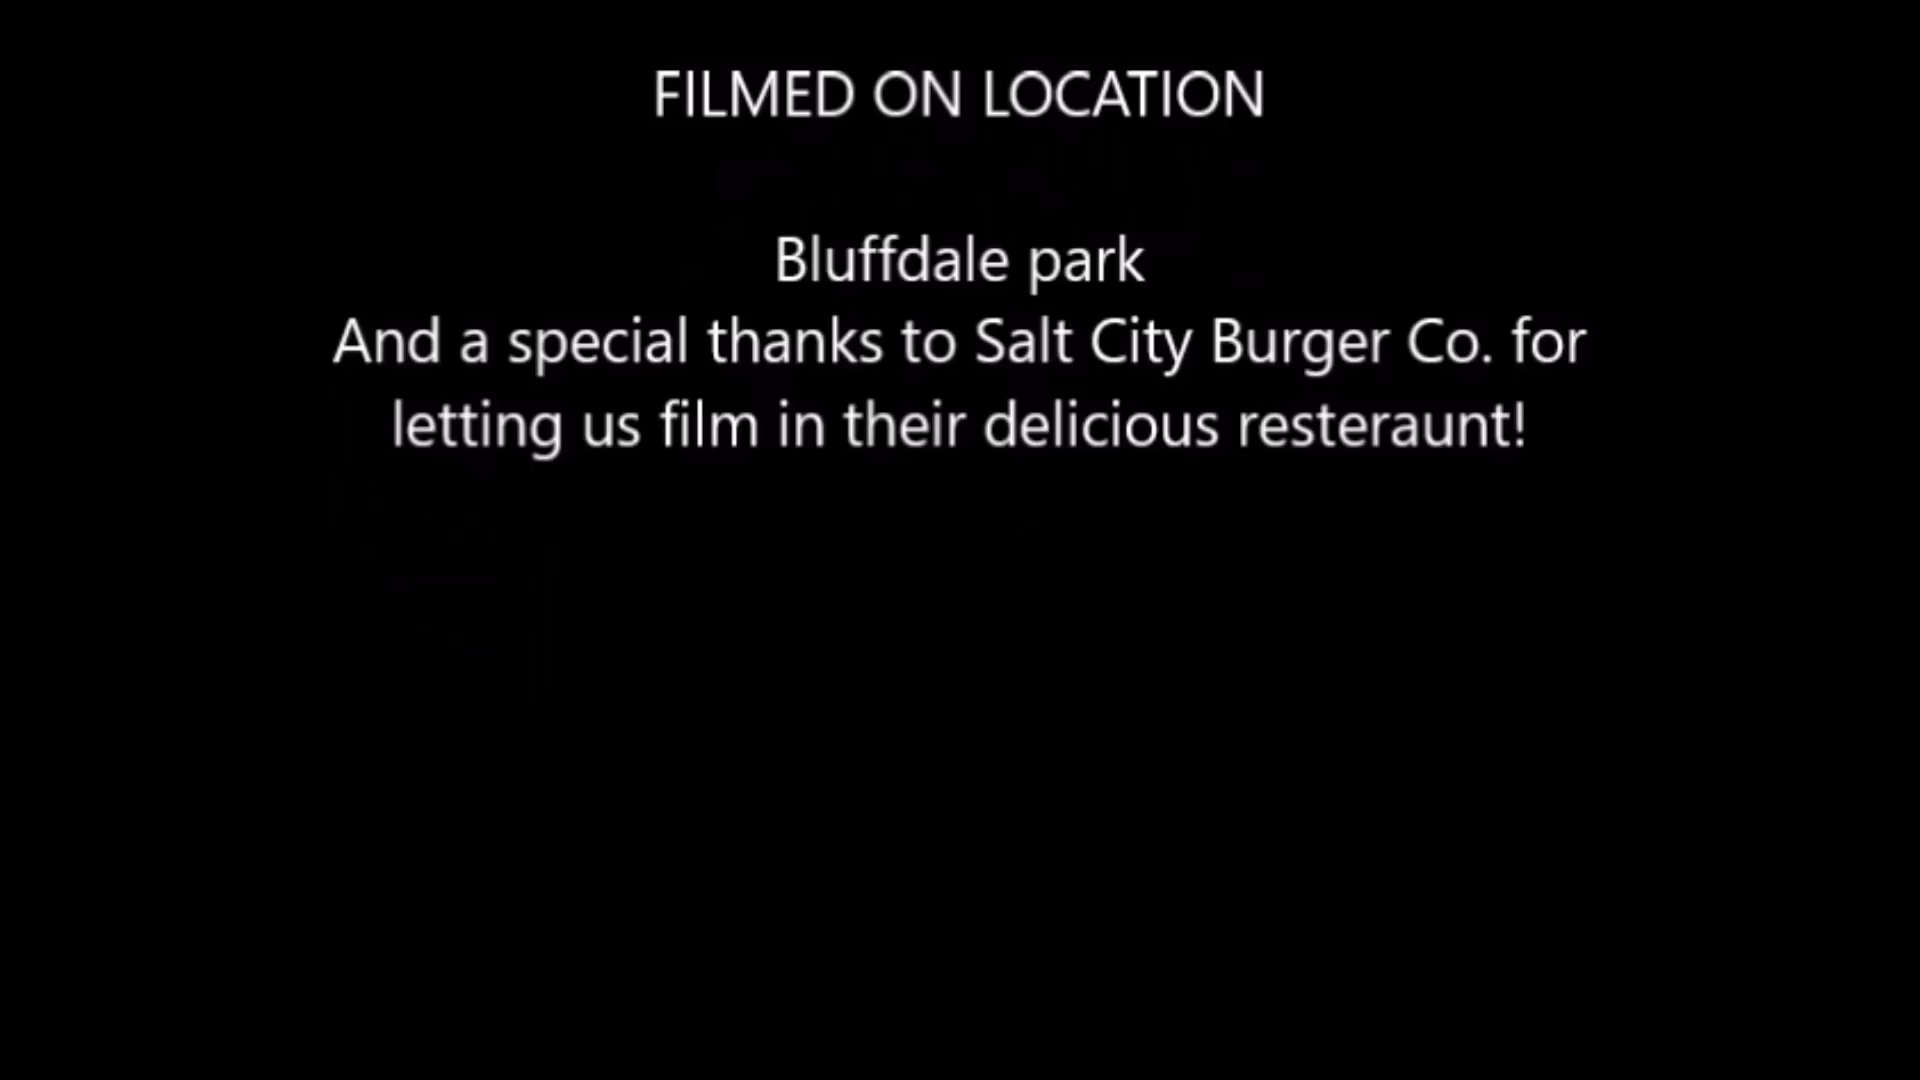 FILMED ON LOCATION
Bluffdale park
And a special thanks to Salt City Burger Co. for
letting us film in their delicious resteraunt!